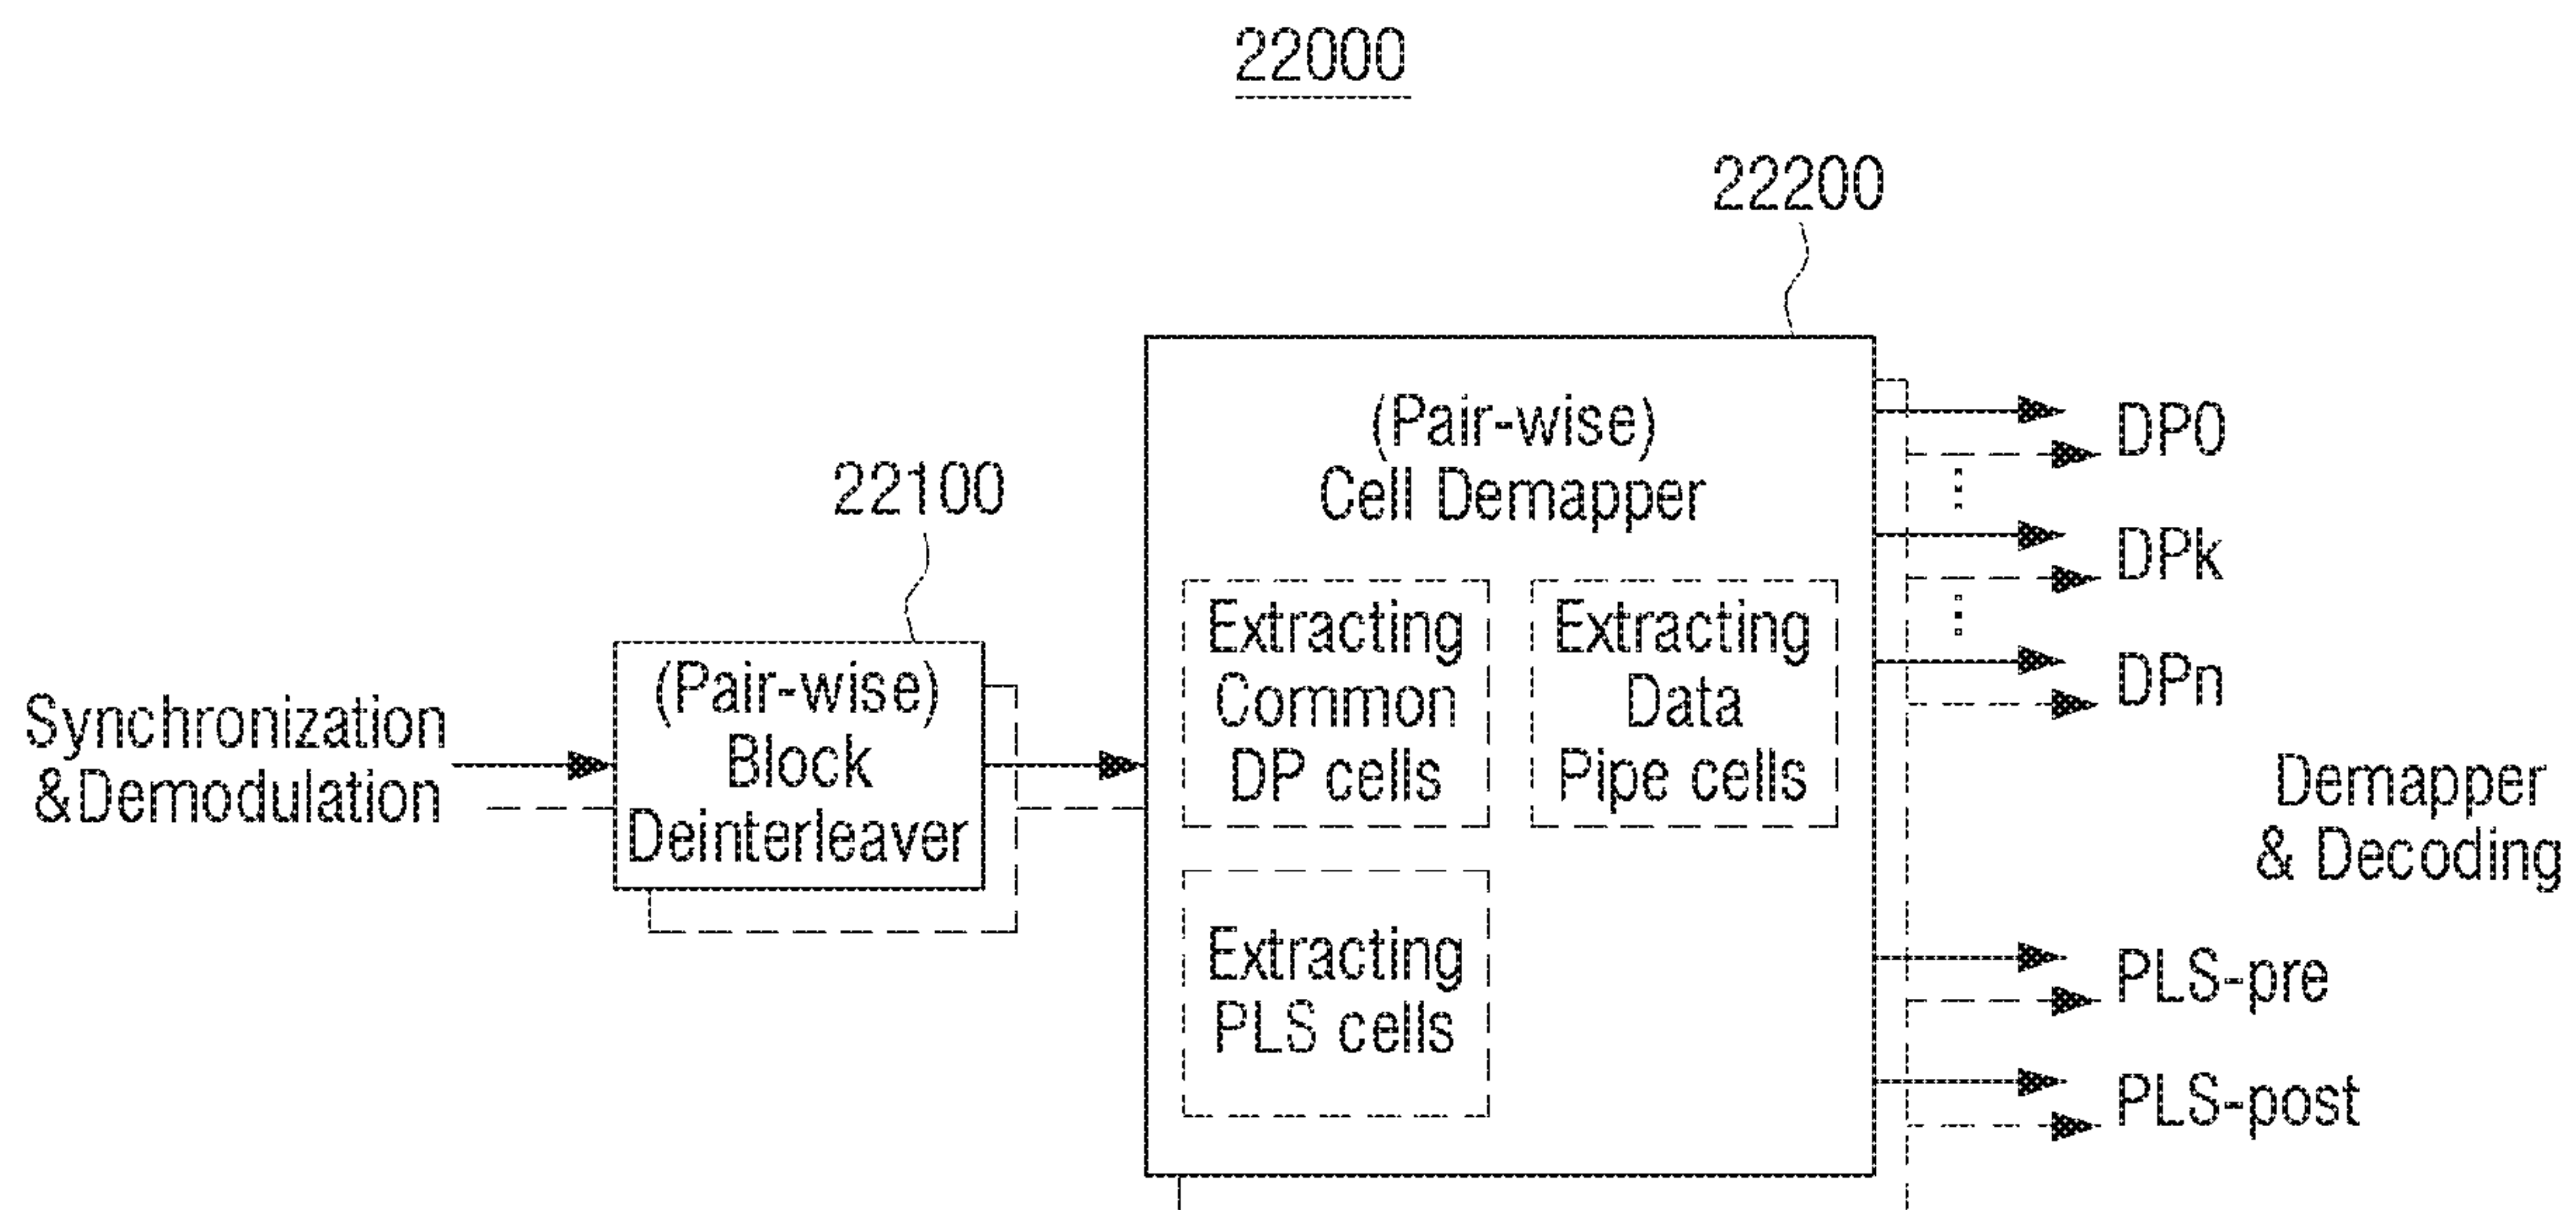 22000
22200
22100
Synchronization
&Demodulation
(Pair-wise)
Block
Deinterleaver
(Pair-wise)
Cell Demapper
Extracting
Common
DP cells
Extracting
Data
Pipe cells
Extracting
PLS cells
DP0
DPk
DPn
Demapper
& Decoding
PLS-pre
PLS-post